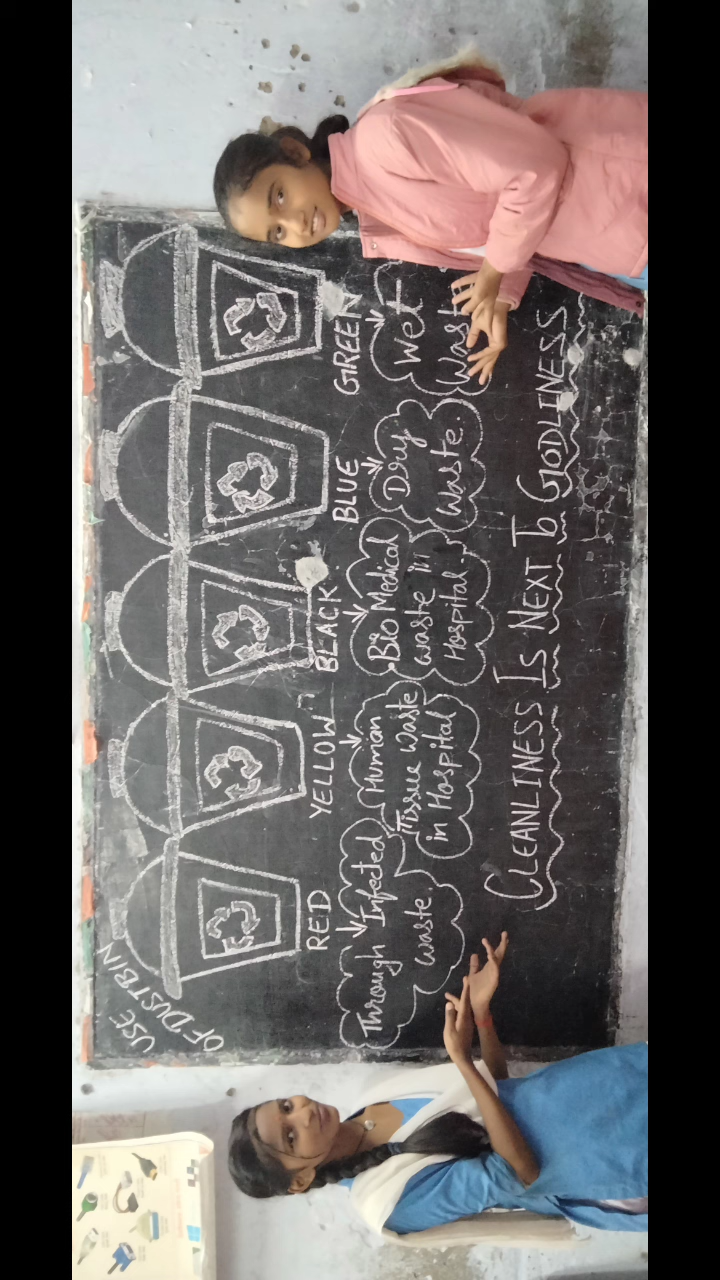 USE
OF DUSTBIN
RED
YELLOW
BLACK
BLUE
GREEN
Through Infected
waste.
Human
Tissue Waste
in Hospital
Bio Medical
waste in
Hospital.
Dry
Waste.
Wet
CLEANLINESS IS NEXT TO GODLINESS